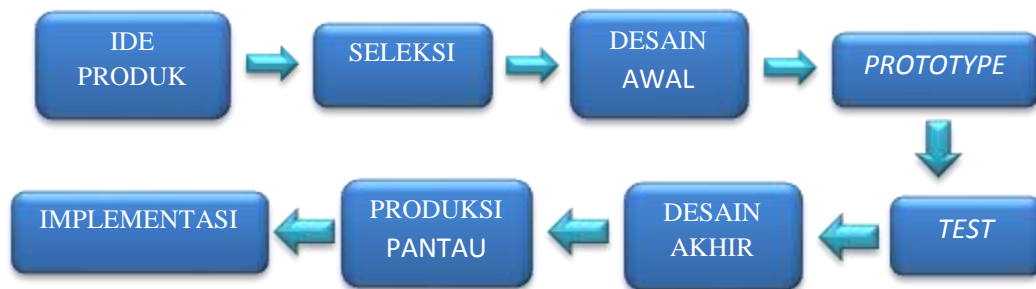 IDE
PRODUK
SELEKSI
DESAIN
AWAL
PROTOTYPE
TEST
DESAIN
AKHIR
PRODUKSI
PANTAU
IMPLEMENTASI